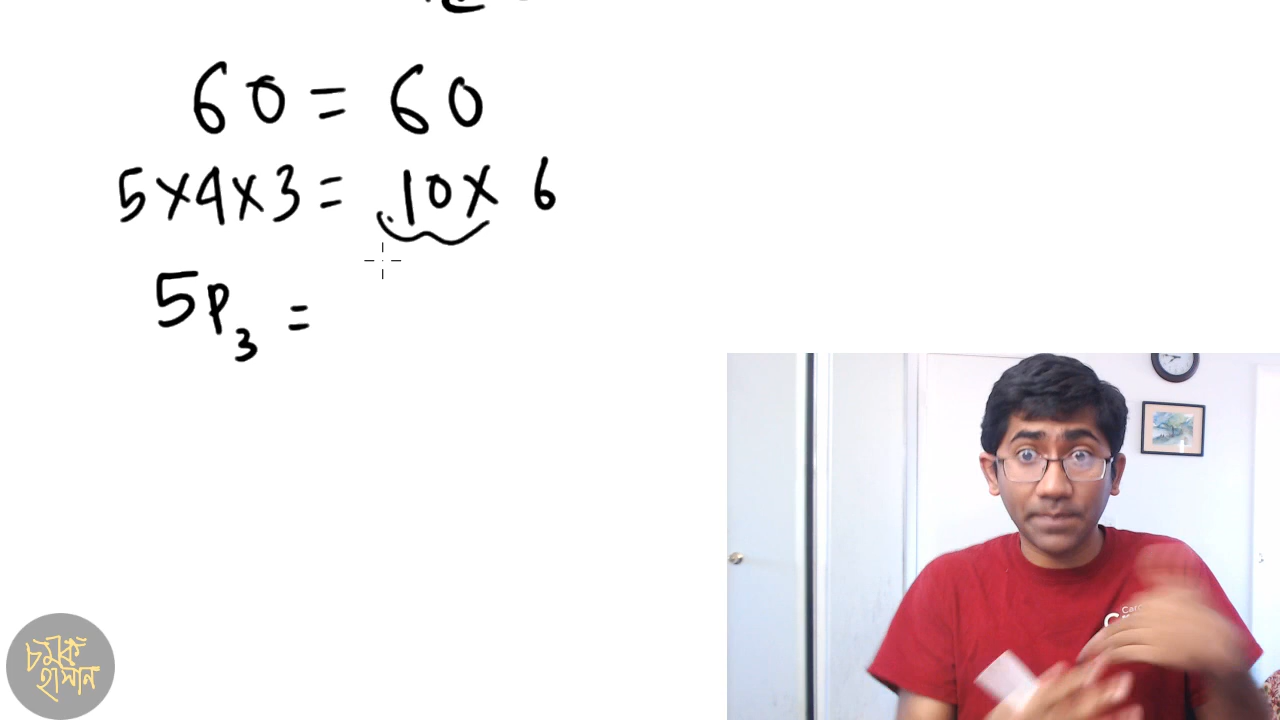 60 = 60
5×4×3 = 10× 6
5P₃ =
চমক
হাসান